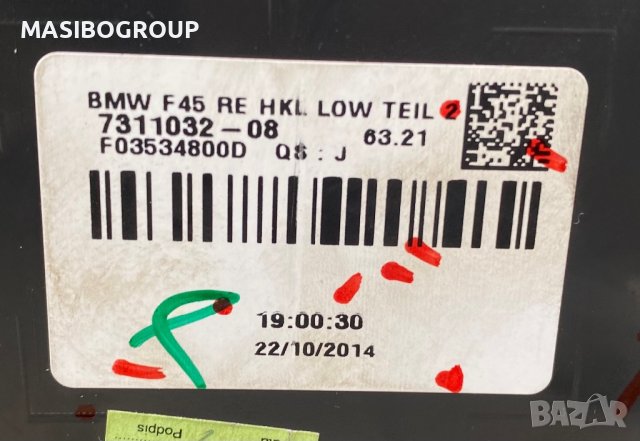 MASIBOGROUP
BMW F45 RE HKL LOW TEIL 2
7311032-08 63.21
F03534800D QS : J
19:00:30
22/10/2014
Podpis
BAZAR